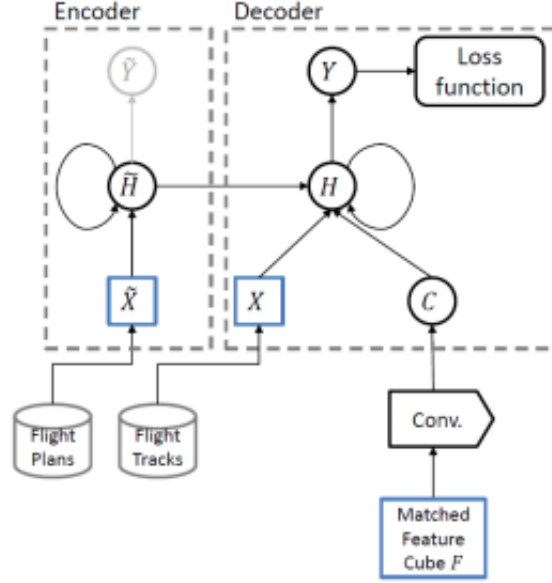 Encoder
Decoder
Ỹ
Y
Loss
function
H̃
H
X̃
X
C
Flight
Plans
Flight
Tracks
Conv.
Matched
Feature
Cube F